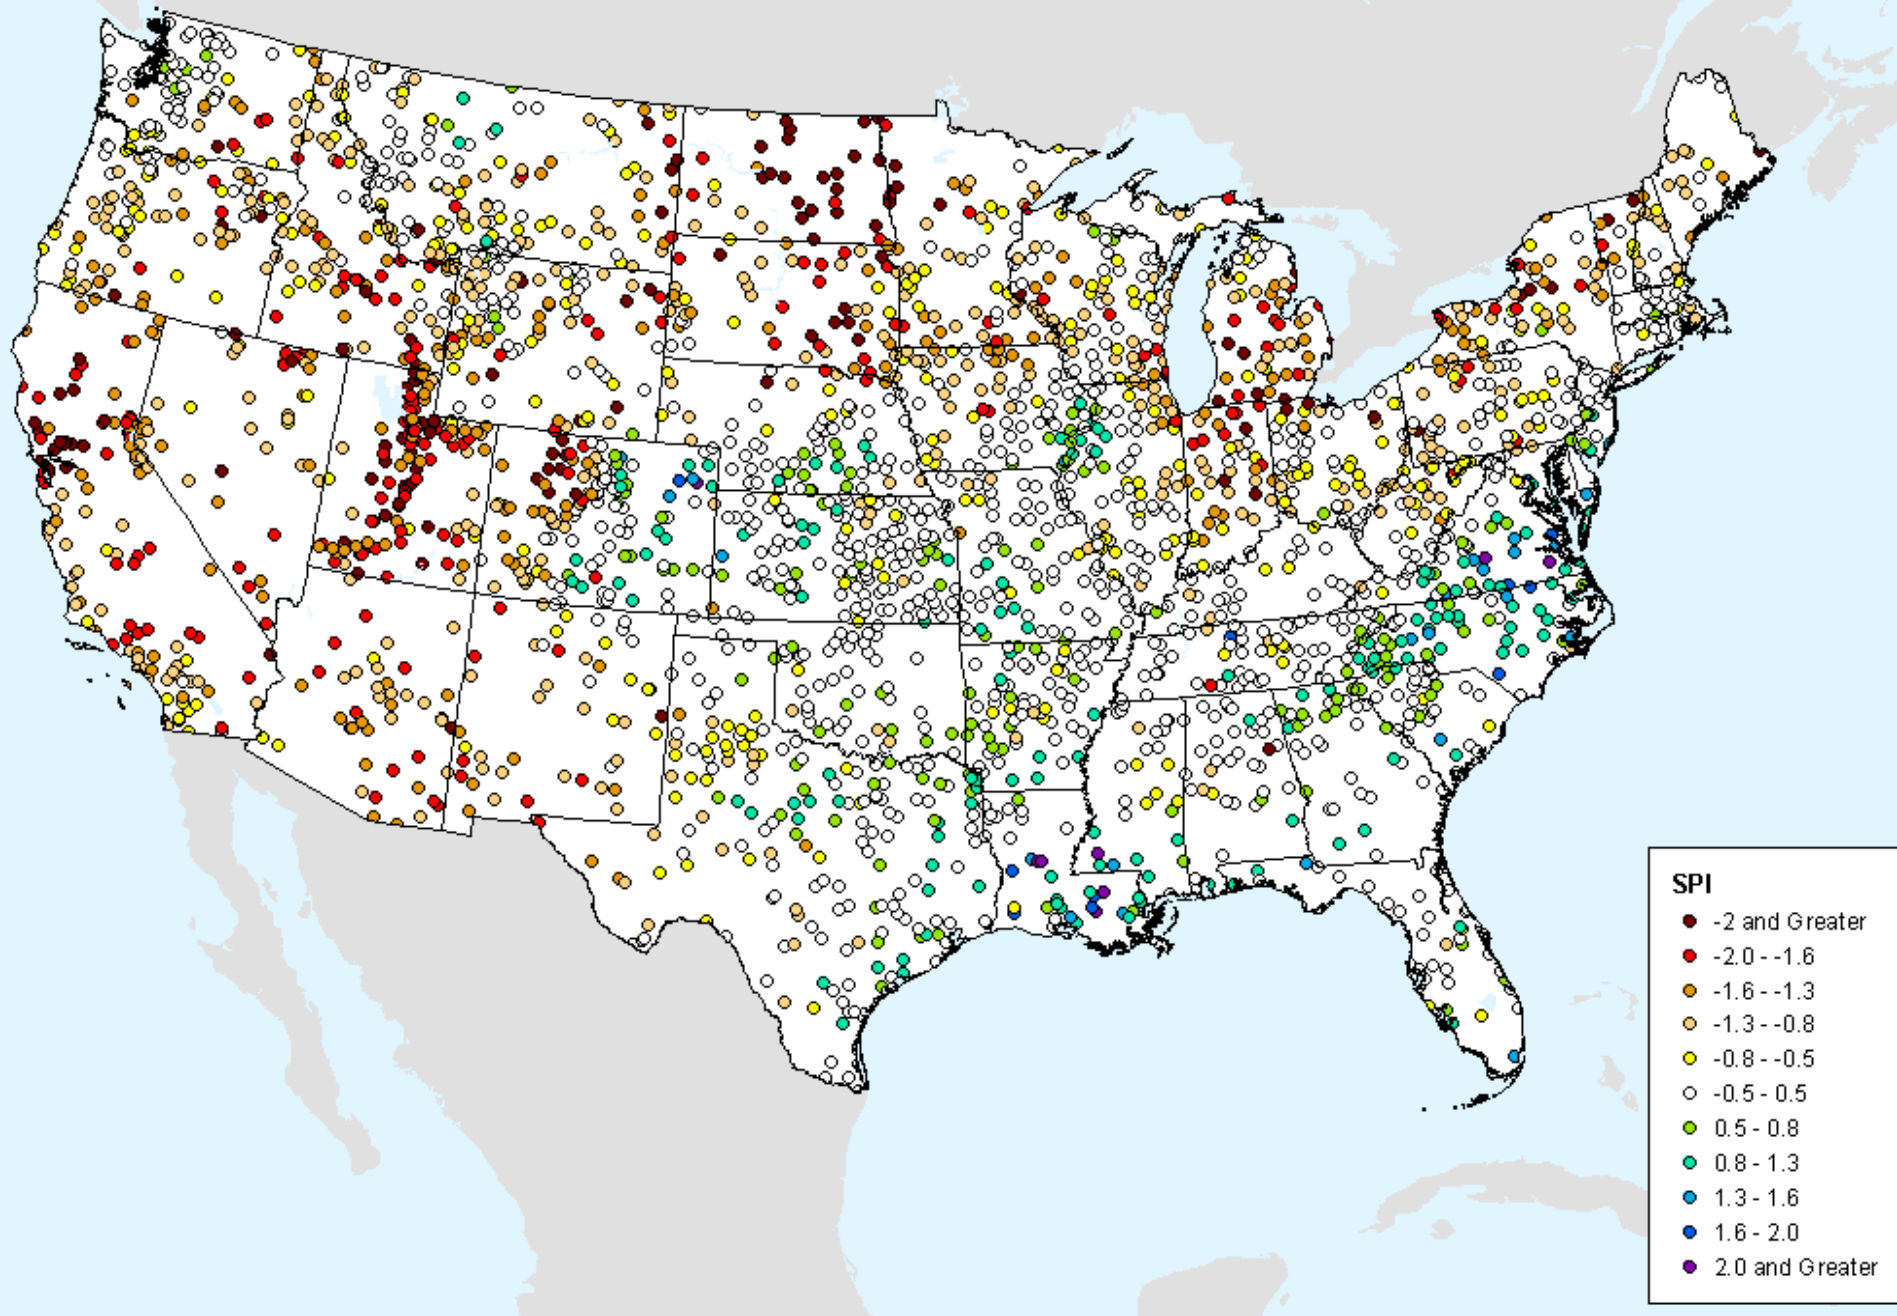 SPI
-2 and Greater
-2.0 - -1.6
-1.6 - -1.3
-1.3 - -0.8
-0.8 - -0.5
-0.5 - 0.5
0.5 - 0.8
0.8 - 1.3
1.3 - 1.6
1.6 - 2.0
2.0 and Greater